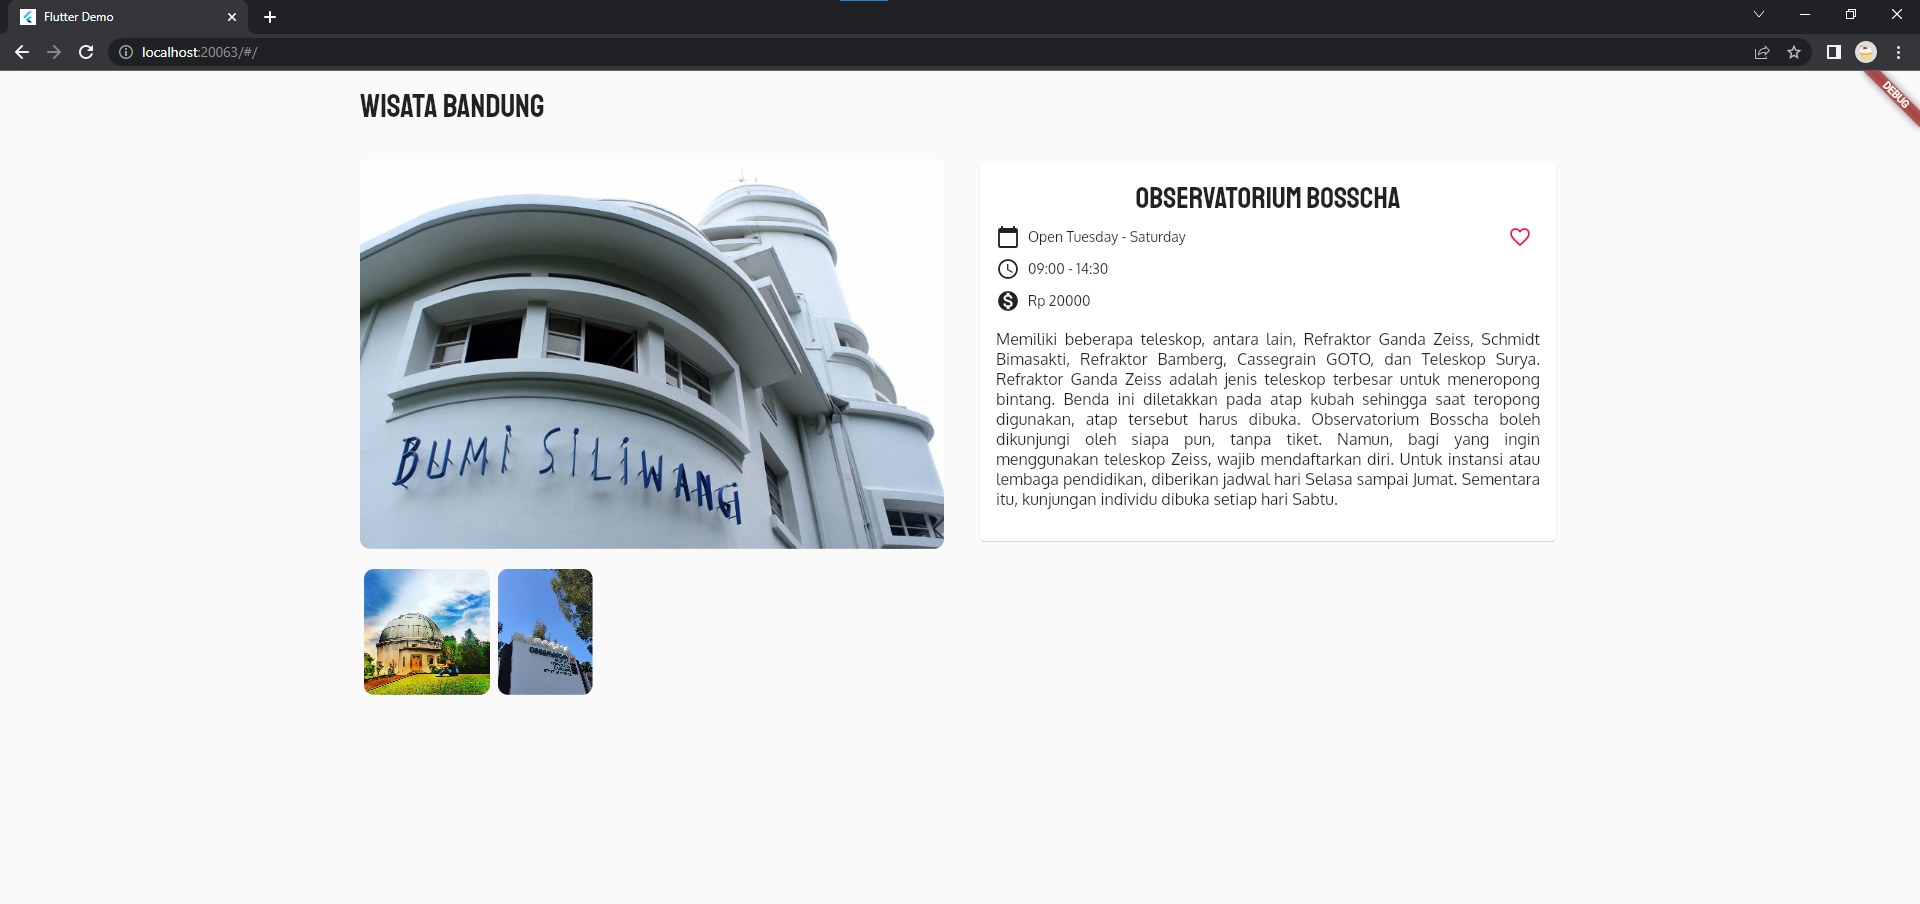 Flutter Demo
localhost:20063/#/
DEBUG
WISATA BANDUNG
BUMI SILIWANGI
OBSERVATORIUM BOSSCHA
Open Tuesday - Saturday
09:00 - 14:30
Rp 20000
Memiliki beberapa teleskop, antara lain, Refraktor Ganda Zeiss, Schmidt
Bimasakti, Refraktor Bamberg, Cassegrain GOTO, dan Teleskop Surya.
Refraktor Ganda Zeiss adalah jenis teleskop terbesar untuk meneropong
bintang. Benda ini diletakkan pada atap kubah sehingga saat teropong
digunakan, atap tersebut harus dibuka. Observatorium Bosscha boleh
dikunjungi oleh siapa pun, tanpa tiket. Namun, bagi yang ingin
menggunakan teleskop Zeiss, wajib mendaftarkan diri. Untuk instansi atau
lembaga pendidikan, diberikan jadwal hari Selasa sampai Jumat. Sementara
itu, kunjungan individu dibuka setiap hari Sabtu.